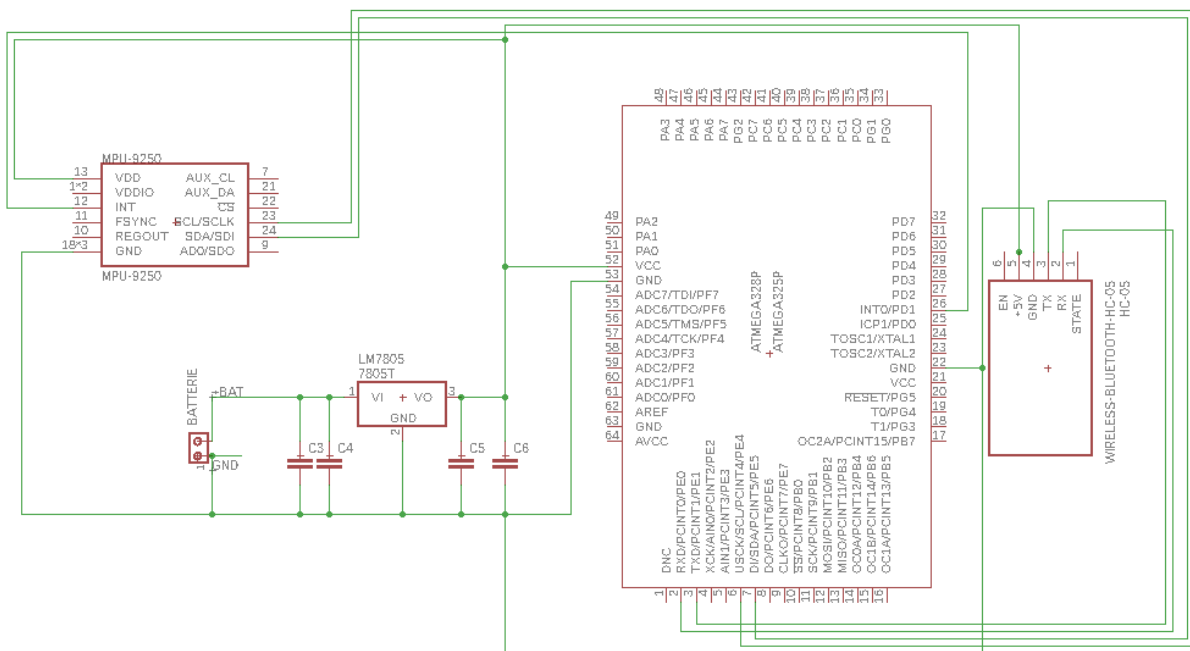 48
47
46
45
44
43
42
41
40
39
38
37
36
35
34
33
PA3
PA4
PA5
PA6
PA7
PG2
PC7
PC6
PC5
PC4
PC3
PC2
PC1
PC0
PG1
PG0
MPU-9250
13 VDD AUX_CL 7
1*2 VDDIO AUX_DA 21
12 INT CS 22
11 FSYNC SCL/SCLK 23
10 REGOUT SDA/SDI 24
18*3 GND AD0/SDO 9
MPU-9250
49 PA2 PD7 32
50 PA1 PD6 31
51 PA0 PD5 30
52 VCC PD4 29
53 GND PD3 28
54 ADC7/TDI/PF7 PD2 27
55 ADC6/TDO/PF6 INT0/PD1 26
56 ADC5/TMS/PF5 ICP1/PD0 25
57 ADC4/TCK/PF4 TOSC1/XTAL1 24
58 ADC3/PF3 TOSC2/XTAL2 23
59 ADC2/PF2 GND 22
60 ADC1/PF1 VCC 21
61 ADC0/PF0 RESET/PG5 20
62 AREF T0/PG4 19
63 GND T1/PG3 18
64 AVCC OC2A/PCINT15/PB7 17
ATMEGA328P
ATMEGA325P
6
5
4
3
2
1
EN
+5V
GND
TX
RX
STATE
HC-05
WIRELESS-BLUETOOTH-HC-05
LM7805
7805T
1 VI VO 3
GND
2
BATTERIE
+BAT
GND
1
C3
C4
C5
C6
DNC
RXD/PCINT0/PE0
TXD/PCINT1/PE1
XCK/AIN0/PCINT2/PE2
AIN1/PCINT3/PE3
USCK/SCL/PCINT4/PE4
DI/SDA/PCINT5/PE5
DO/PCINT6/PE6
CLKO/PCINT7/PE7
SS/PCINT8/PB0
SCK/PCINT9/PB1
MOSI/PCINT10/PB2
MISO/PCINT11/PB3
OC0A/PCINT12/PB4
OC1B/PCINT14/PB6
OC1A/PCINT13/PB5
1
2
3
4
5
6
7
8
9
10
11
12
13
14
15
16